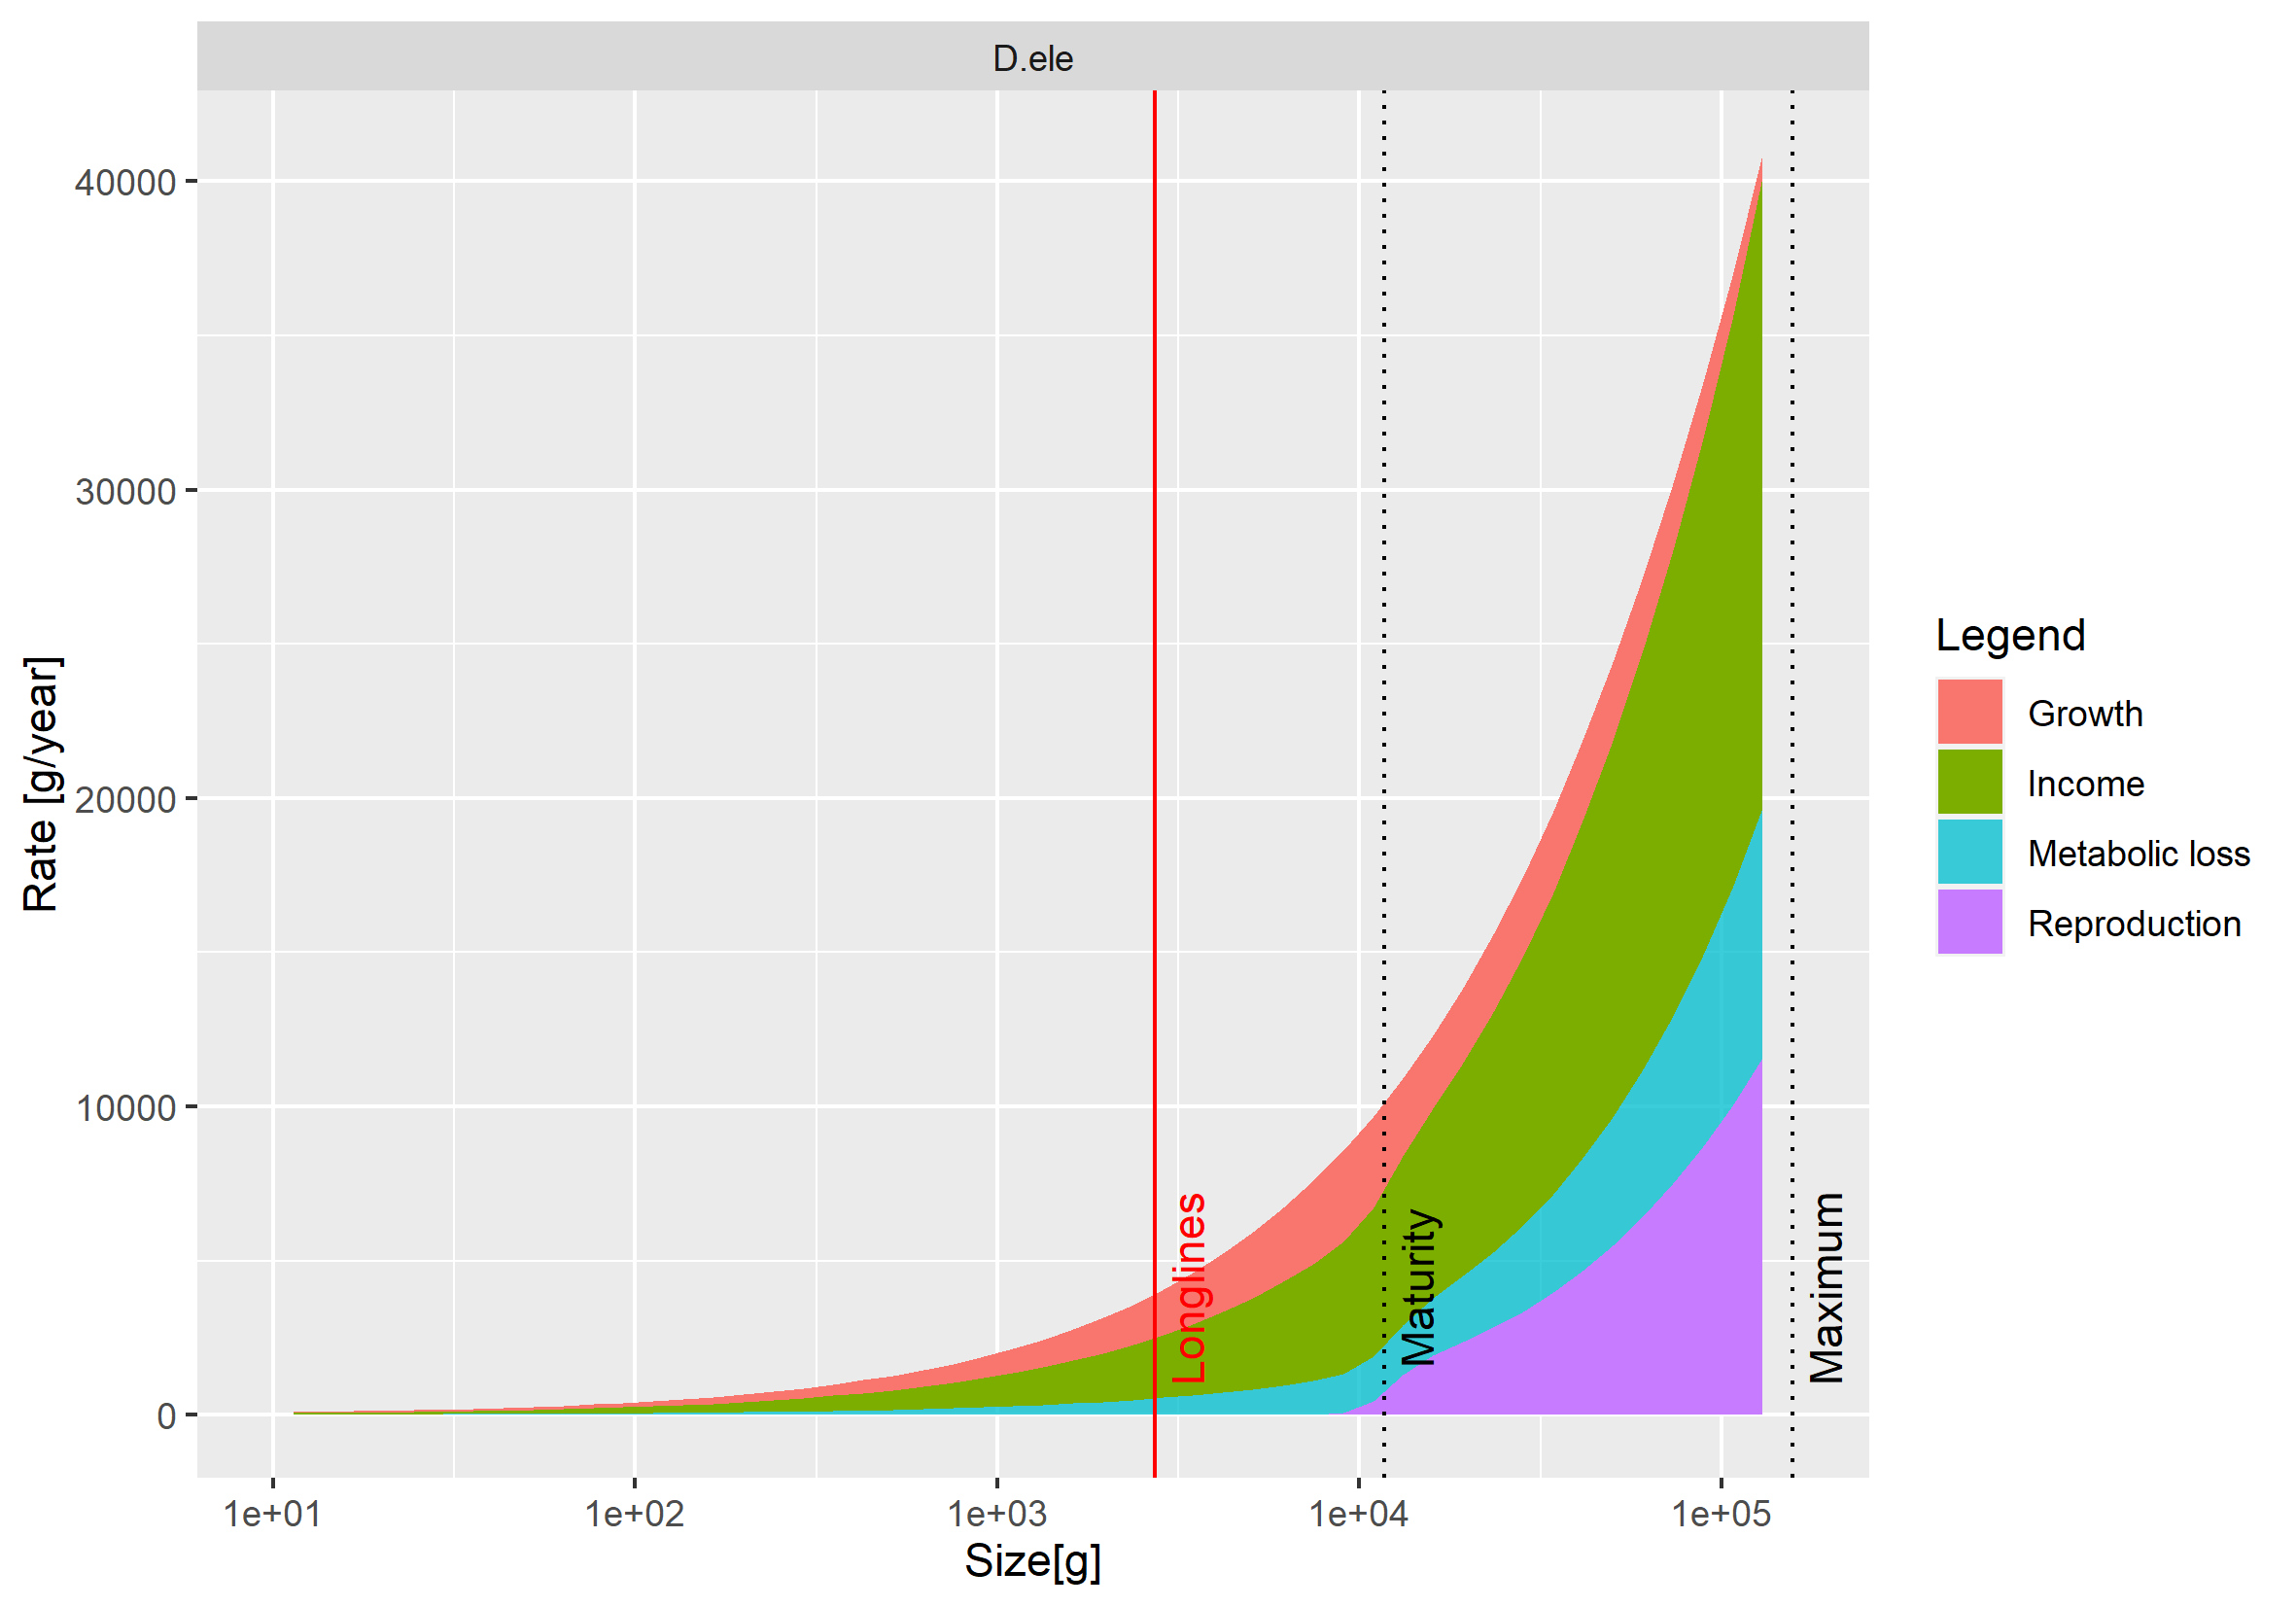 D.ele
40000
30000
20000
10000
0
Rate [g/year]
Longlines
Maturity
Maximum
1e+01
1e+02
1e+03
1e+04
1e+05
Size[g]
Legend
Growth
Income
Metabolic loss
Reproduction